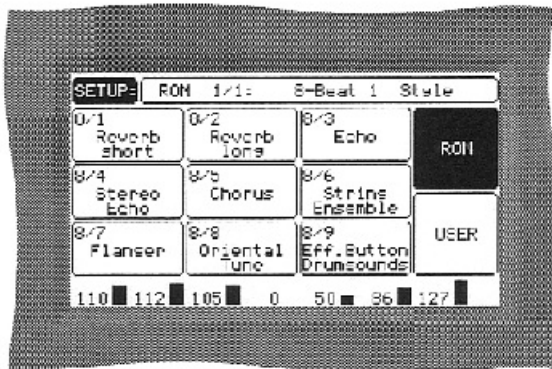 SETUP: ROM 1/1: 8-Beat 1 Style
8/1 Reverb short
8/2 Reverb long
8/3 Echo
ROM
8/4 Stereo Echo
8/5 Chorus
8/6 String Ensemble
8/7 Flanger
8/8 Oriental Tune
8/9 Eff.Button Drumsounds
USER
110 112 105 0 50 86 127